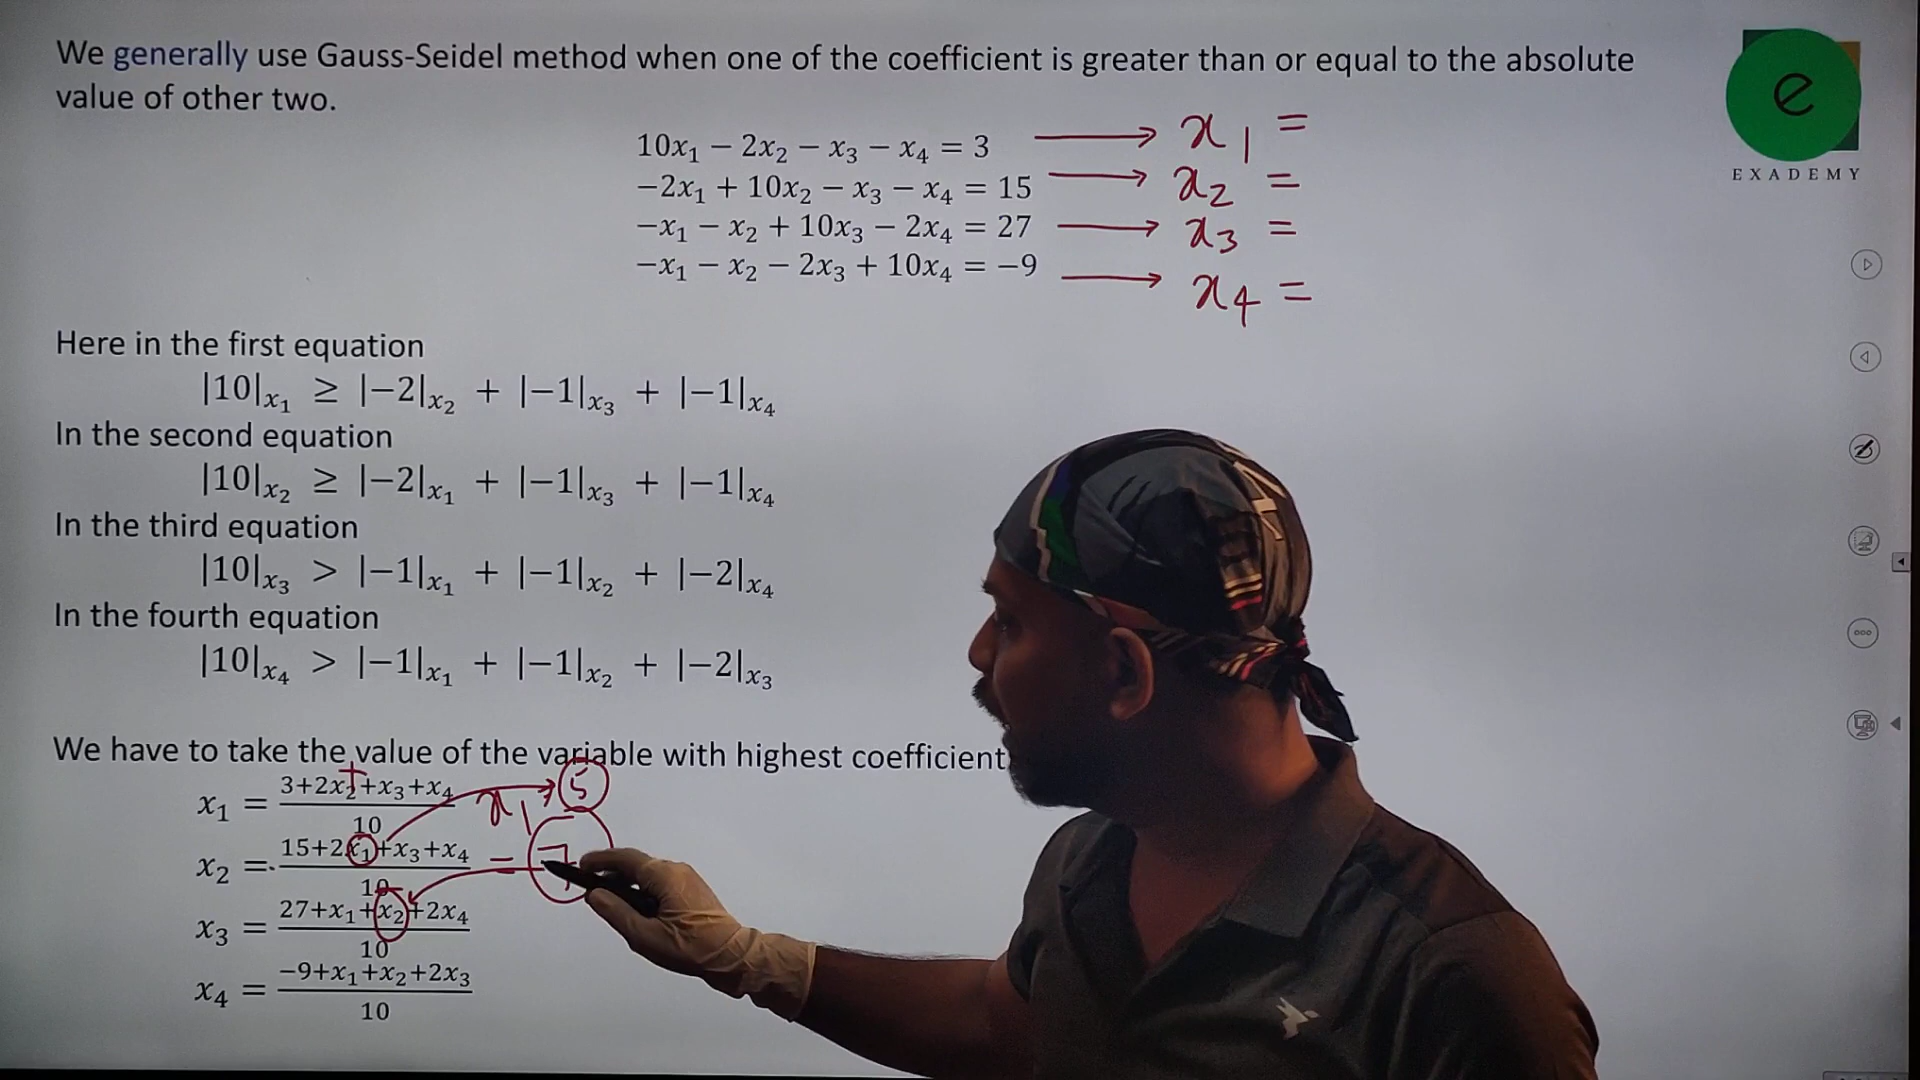 We generally use Gauss-Seidel method when one of the coefficient is greater than or equal to the absolute
value of other two.
e
EXADEMY
10x₁ − 2x₂ − x₃ − x₄ = 3 → x₁ =
−2x₁ + 10x₂ − x₃ − x₄ = 15 → x₂ =
−x₁ − x₂ + 10x₃ − 2x₄ = 27 → x₃ =
−x₁ − x₂ − 2x₃ + 10x₄ = −9 → x₄ =
Here in the first equation
|10|x₁ ≥ |−2|x₂ + |−1|x₃ + |−1|x₄
In the second equation
|10|x₂ ≥ |−2|x₁ + |−1|x₃ + |−1|x₄
In the third equation
|10|x₃ > |−1|x₁ + |−1|x₂ + |−2|x₄
In the fourth equation
|10|x₄ > |−1|x₁ + |−1|x₂ + |−2|x₃
We have to take the value of the variable with highest coefficient
x₁ = 3+2x₂+x₃+x₄ / 10 x₁ → 5
x₂ = 15+2x₁+x₃+x₄ / 10 = 7
x₃ = 27+x₁+x₂+2x₄ / 10
x₄ = −9+x₁+x₂+2x₃ / 10